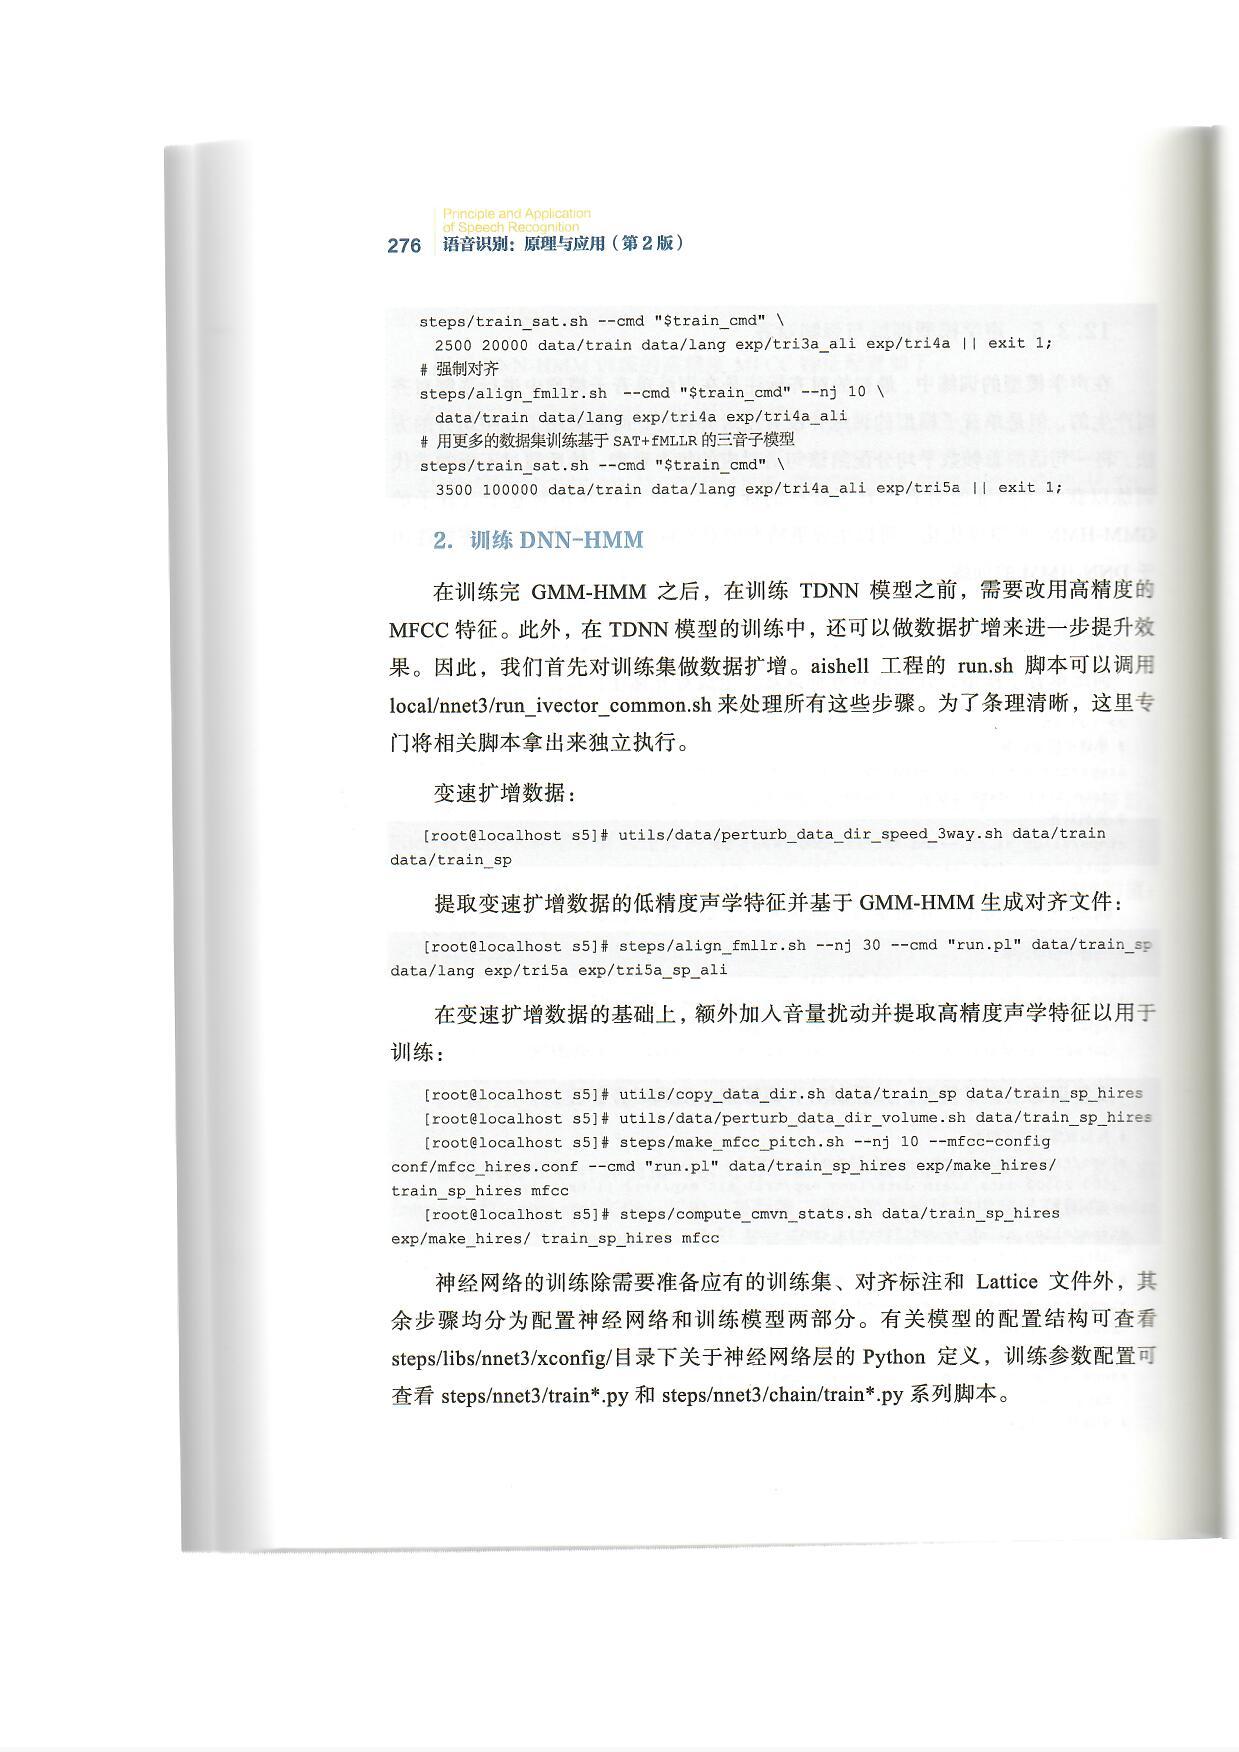 Principle and Application
of Speech Recognition
276 语音识别：原理与应用（第2版）
steps/train_sat.sh --cmd "$train_cmd" \
2500 20000 data/train data/lang exp/tri3a_ali exp/tri4a || exit 1;
# 强制对齐
steps/align_fmllr.sh --cmd "$train_cmd" --nj 10 \
data/train data/lang exp/tri4a exp/tri4a_ali
# 用更多的数据集训练基于 SAT+fMLLR 的三音子模型
steps/train_sat.sh --cmd "$train_cmd" \
3500 100000 data/train data/lang exp/tri4a_ali exp/tri5a || exit 1;
2. 训练 DNN-HMM
在训练完 GMM-HMM 之后，在训练 TDNN 模型之前，需要改用高精度的
MFCC 特征。此外，在 TDNN 模型的训练中，还可以做数据扩增来进一步提升效
果。因此，我们首先对训练集做数据扩增。aishell 工程的 run.sh 脚本可以调用
local/nnet3/run_ivector_common.sh 来处理所有这些步骤。为了条理清晰，这里专
门将相关脚本拿出来独立执行。
变速扩增数据：
[root@localhost s5]# utils/data/perturb_data_dir_speed_3way.sh data/train
data/train_sp
提取变速扩增数据的低精度声学特征并基于 GMM-HMM 生成对齐文件：
[root@localhost s5]# steps/align_fmllr.sh --nj 30 --cmd "run.pl" data/train_sp
data/lang exp/tri5a exp/tri5a_sp_ali
在变速扩增数据的基础上，额外加入音量扰动并提取高精度声学特征以用于
训练：
[root@localhost s5]# utils/copy_data_dir.sh data/train_sp data/train_sp_hires
[root@localhost s5]# utils/data/perturb_data_dir_volume.sh data/train_sp_hires
[root@localhost s5]# steps/make_mfcc_pitch.sh --nj 10 --mfcc-config
conf/mfcc_hires.conf --cmd "run.pl" data/train_sp_hires exp/make_hires/
train_sp_hires mfcc
[root@localhost s5]# steps/compute_cmvn_stats.sh data/train_sp_hires
exp/make_hires/ train_sp_hires mfcc
神经网络的训练除需要准备应有的训练集、对齐标注和 Lattice 文件外，其
余步骤均分为配置神经网络和训练模型两部分。有关模型的配置结构可查看
steps/libs/nnet3/xconfig/目录下关于神经网络层的 Python 定义，训练参数配置可
查看 steps/nnet3/train*.py 和 steps/nnet3/chain/train*.py 系列脚本。